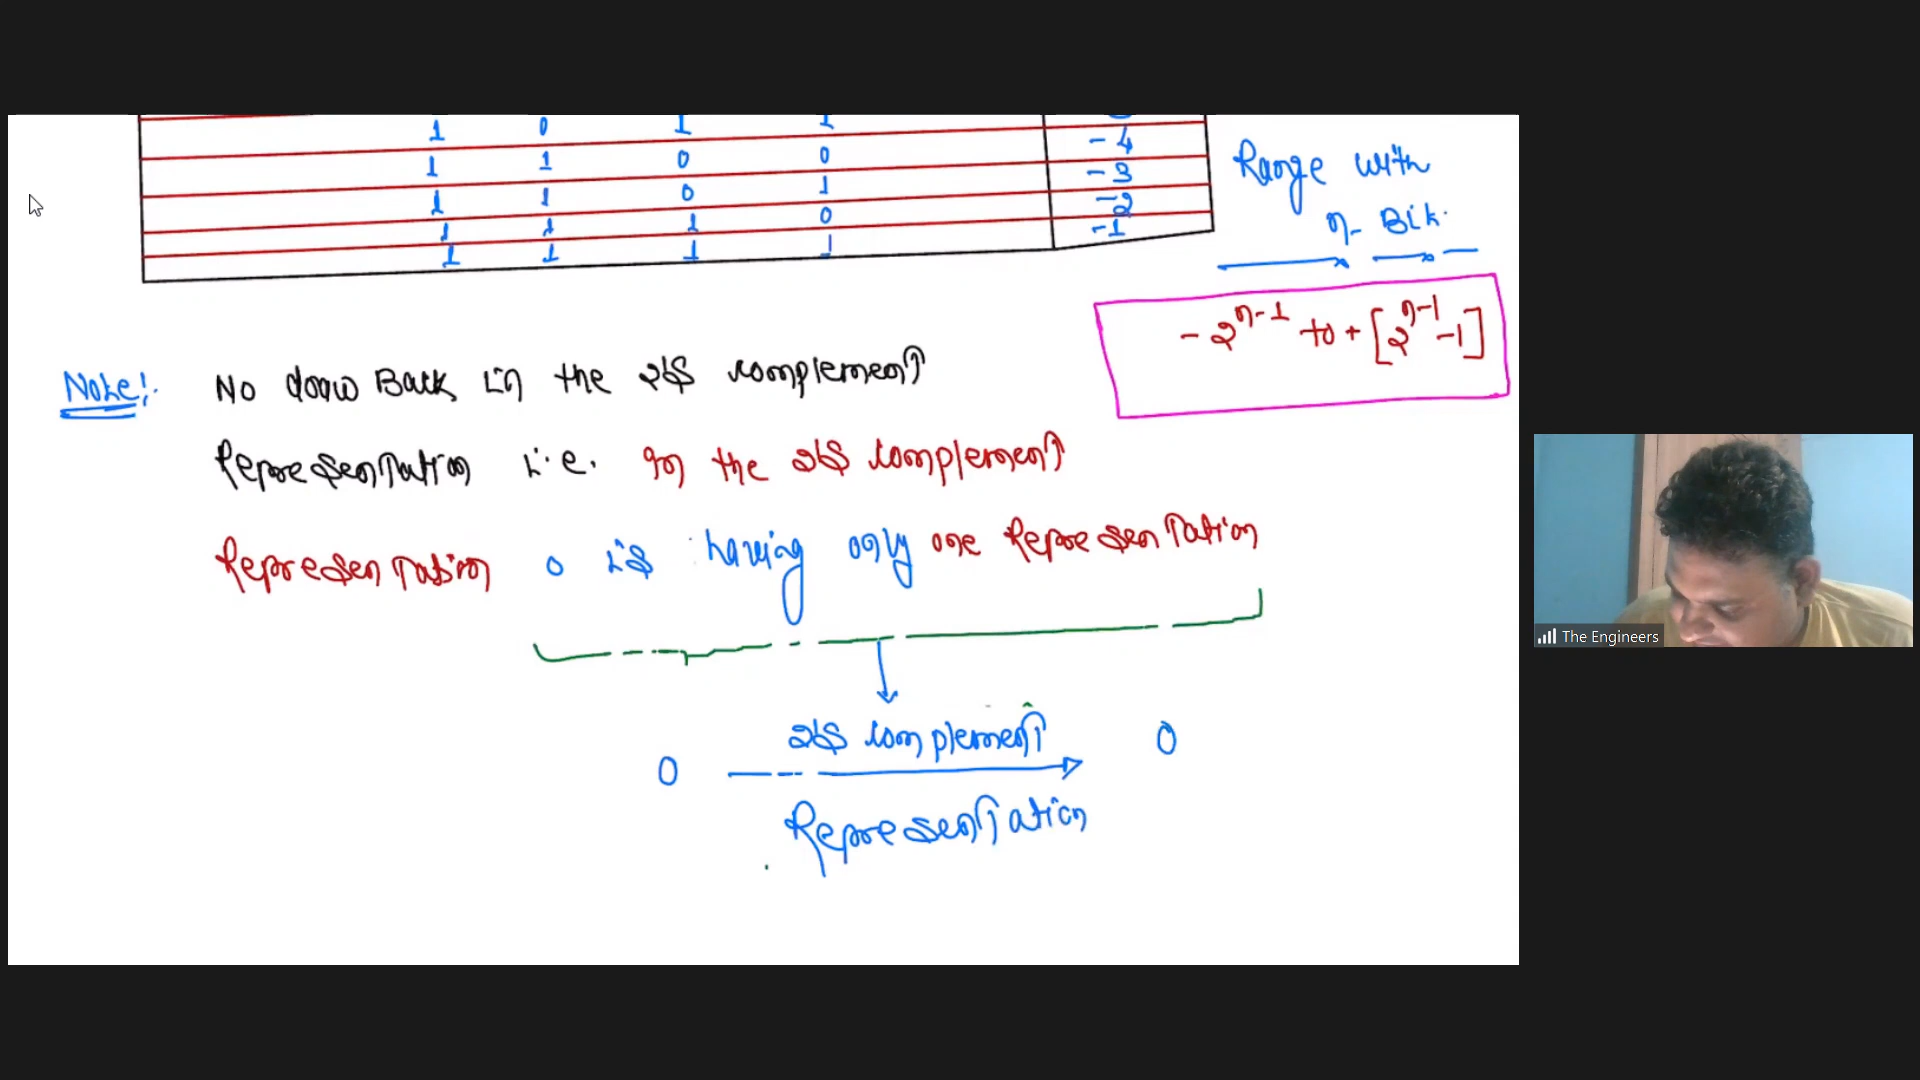 1 0 1 1
1 1 0 0 -4
1 1 0 1 -3
1 1 1 0 -2
1 1 1 1 -1
Range with
n- Bit.
-2^n-1 to + [2^n-1 -1]
Note!. No draw Back in the 2's complement
Representation i.e. In the 2's complement
Representation 0 is having only one Representation
0 2's complement 0
Representation
The Engineers